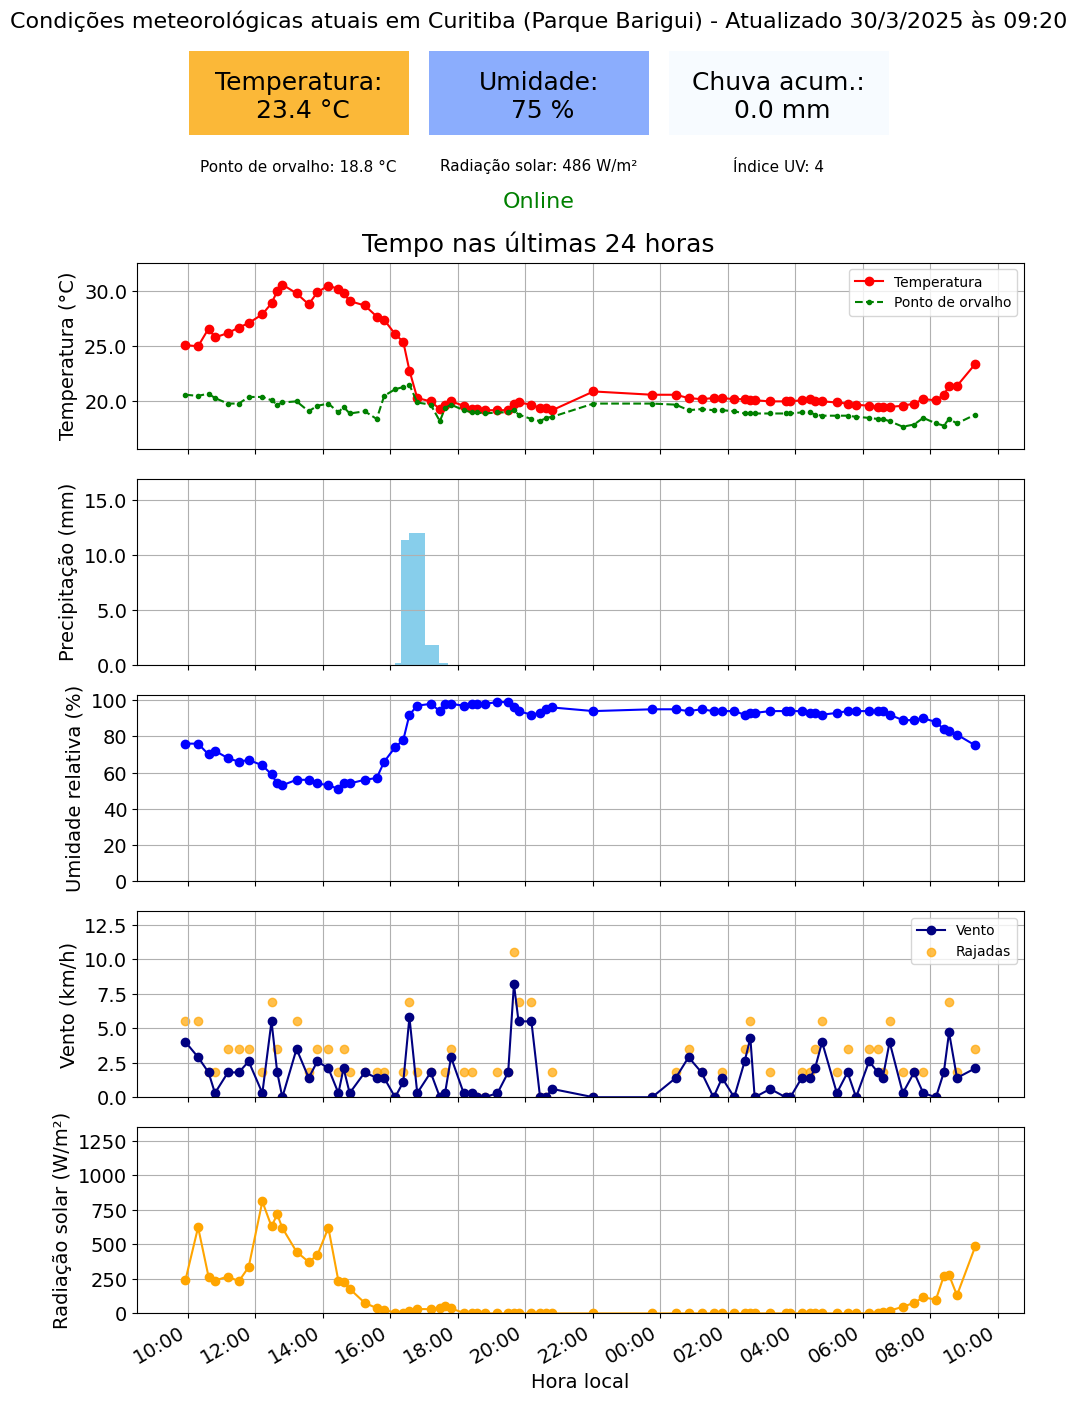 Condições meteorológicas atuais em Curitiba (Parque Barigui) - Atualizado 30/3/2025 às 09:20
Temperatura:
23.4 °C
Umidade:
75 %
Chuva acum.:
0.0 mm
Ponto de orvalho: 18.8 °C
Radiação solar: 486 W/m²
Índice UV: 4
Online
Tempo nas últimas 24 horas
Temperatura (°C)
30.0
25.0
20.0
Temperatura
Ponto de orvalho
Precipitação (mm)
15.0
10.0
5.0
0.0
Umidade relativa (%)
100
80
60
40
20
0
Vento (km/h)
12.5
10.0
7.5
5.0
2.5
0.0
Vento
Rajadas
Radiação solar (W/m²)
1250
1000
750
500
250
0
10:00
12:00
14:00
16:00
18:00
20:00
22:00
00:00
02:00
04:00
06:00
08:00
10:00
Hora local